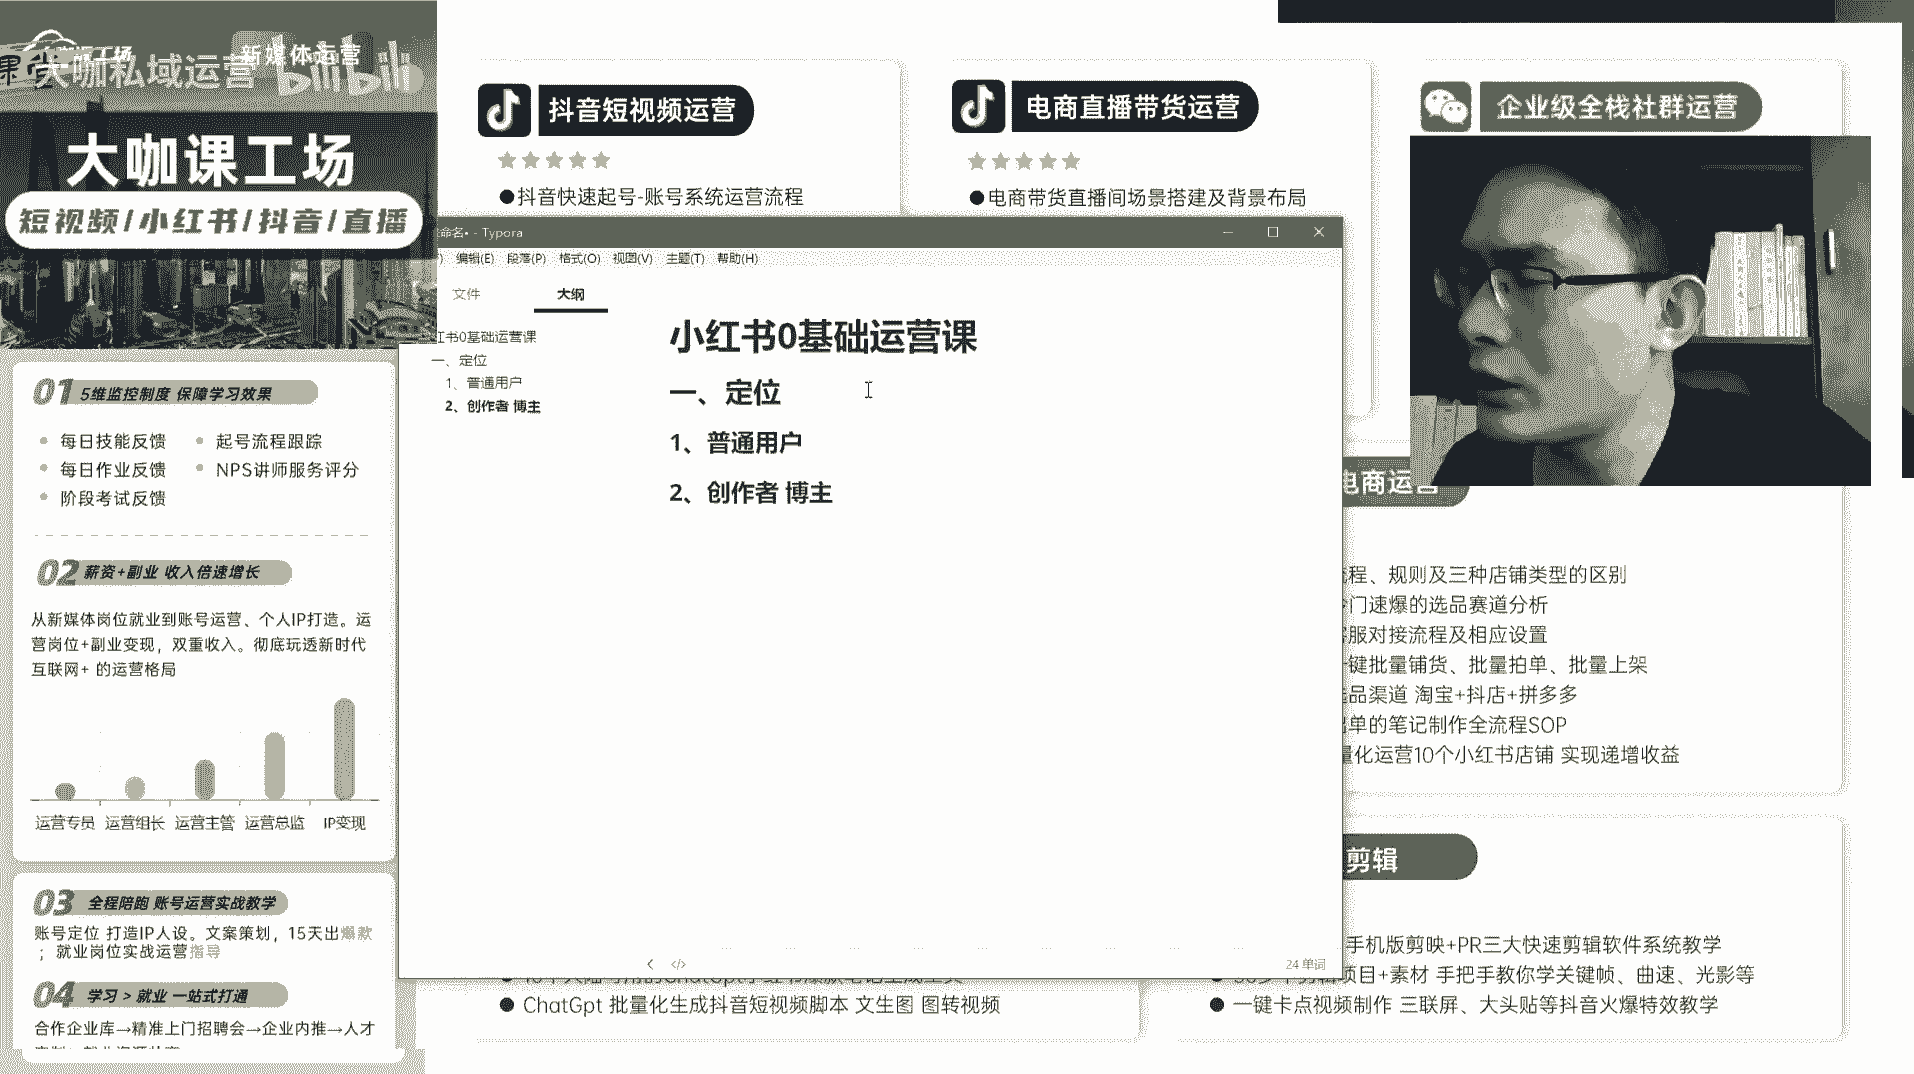 大咖课工场
新媒体运营
大咖私域运营
bilibili
大咖课工场
短视频/小红书/抖音/直播
01 5维监控制度 保障学习效果
每日技能反馈
起号流程跟踪
每日作业反馈
NPS讲师服务评分
阶段考试反馈
02 薪资+副业 收入倍速增长
从新媒体岗位就业到账号运营、个人IP打造。运
营岗位+副业变现，双重收入。彻底玩透新时代
互联网+ 的运营格局
运营专员 运营组长 运营主管 运营总监 IP变现
03 全程陪跑 账号运营实战教学
账号定位 打造IP人设。文案策划，15天出爆款
；就业岗位实战运营指导
04 学习 > 就业 一站式打通
合作企业库→精准上门招聘会→企业内推→人才
抖音短视频运营
●抖音快速起号-账号系统运营流程
电商直播带货运营
●电商带货直播间场景搭建及背景布局
企业级全栈社群运营
命名• - Typora
编辑(E) 段落(P) 格式(O) 视图(V) 主题(T) 帮助(H)
文件 大纲
红书0基础运营课
一、定位
1、普通用户
2、创作者 博主
小红书0基础运营课
一、定位
1、普通用户
2、创作者 博主
24 单词
电商运营
流程、规则及三种店铺类型的区别
冷门速爆的选品赛道分析
客服对接流程及相应设置
一键批量铺货、批量拍单、批量上架
选品渠道 淘宝+抖店+拼多多
出单的笔记制作全流程SOP
量化运营10个小红书店铺 实现递增收益
剪辑
手机版剪映+PR三大快速剪辑软件系统教学
项目+素材 手把手教你学关键帧、曲速、光影等
● 一键卡点视频制作 三联屏、大头贴等抖音火爆特效教学
● ChatGpt 批量化生成抖音短视频脚本 文生图 图转视频